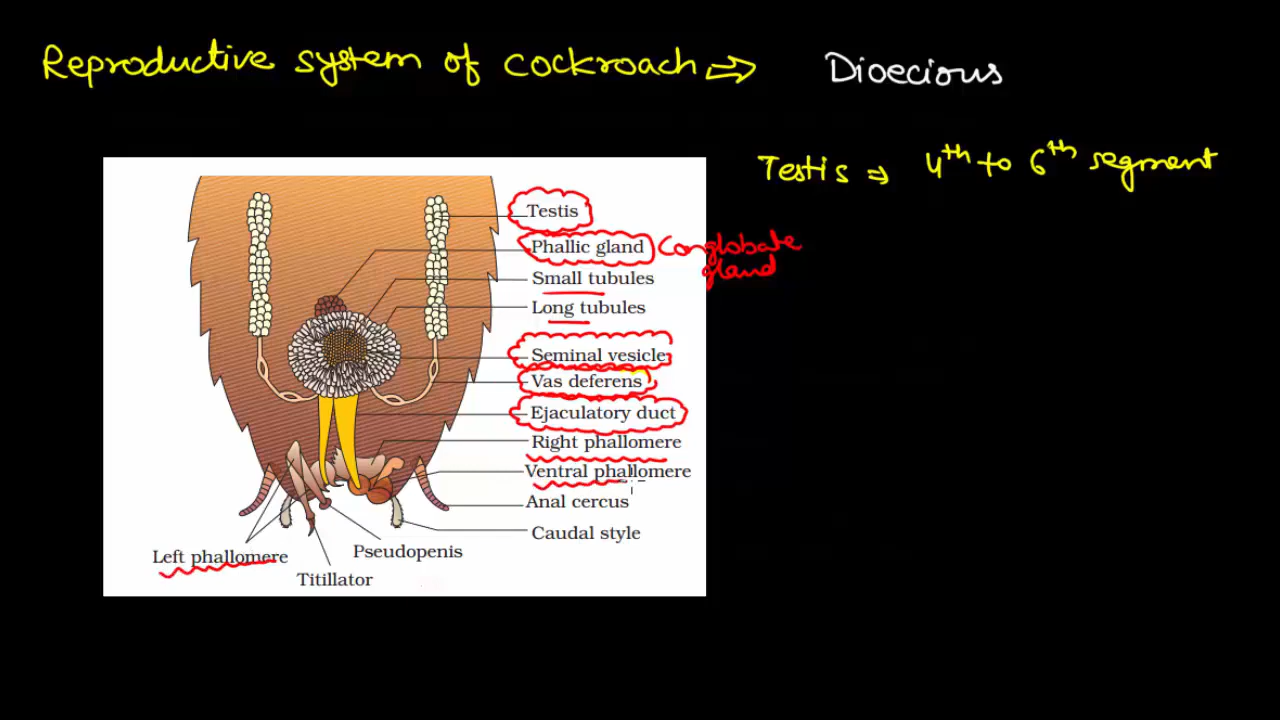 Reproductive system of cockroach ⇒ Dioecious
Testis ⇒ 4th to 6th segment
Testis
Phallic gland Conglobate gland
Small tubules
Long tubules
Seminal vesicle
Vas deferens
Ejaculatory duct
Right phallomere
Ventral phallomere
Anal cercus
Caudal style
Left phallomere
Pseudopenis
Titillator